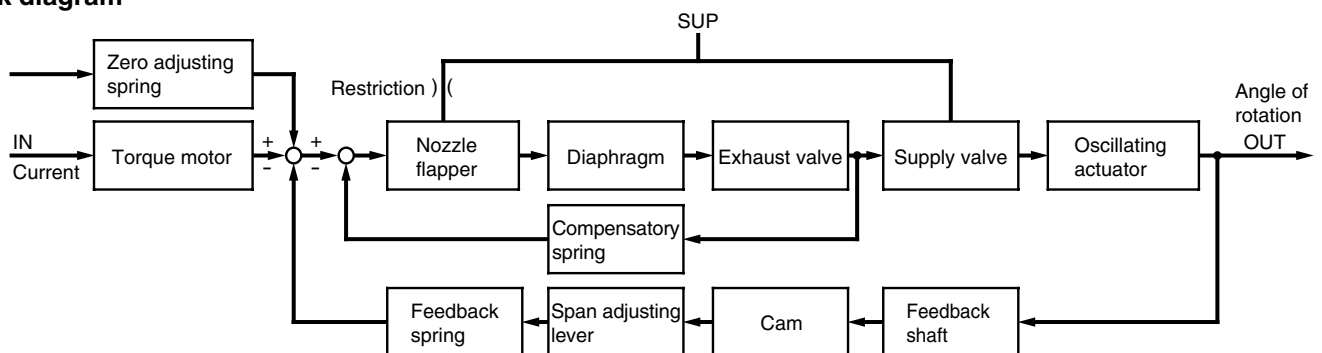 k diagram
SUP
Zero adjusting
spring
Restriction ) (
Angle of
rotation
OUT
IN
Current
Torque motor
+
-
+
-
Nozzle
flapper
Diaphragm
Exhaust valve
Supply valve
Oscillating
actuator
Compensatory
spring
Feedback
spring
Span adjusting
lever
Cam
Feedback
shaft